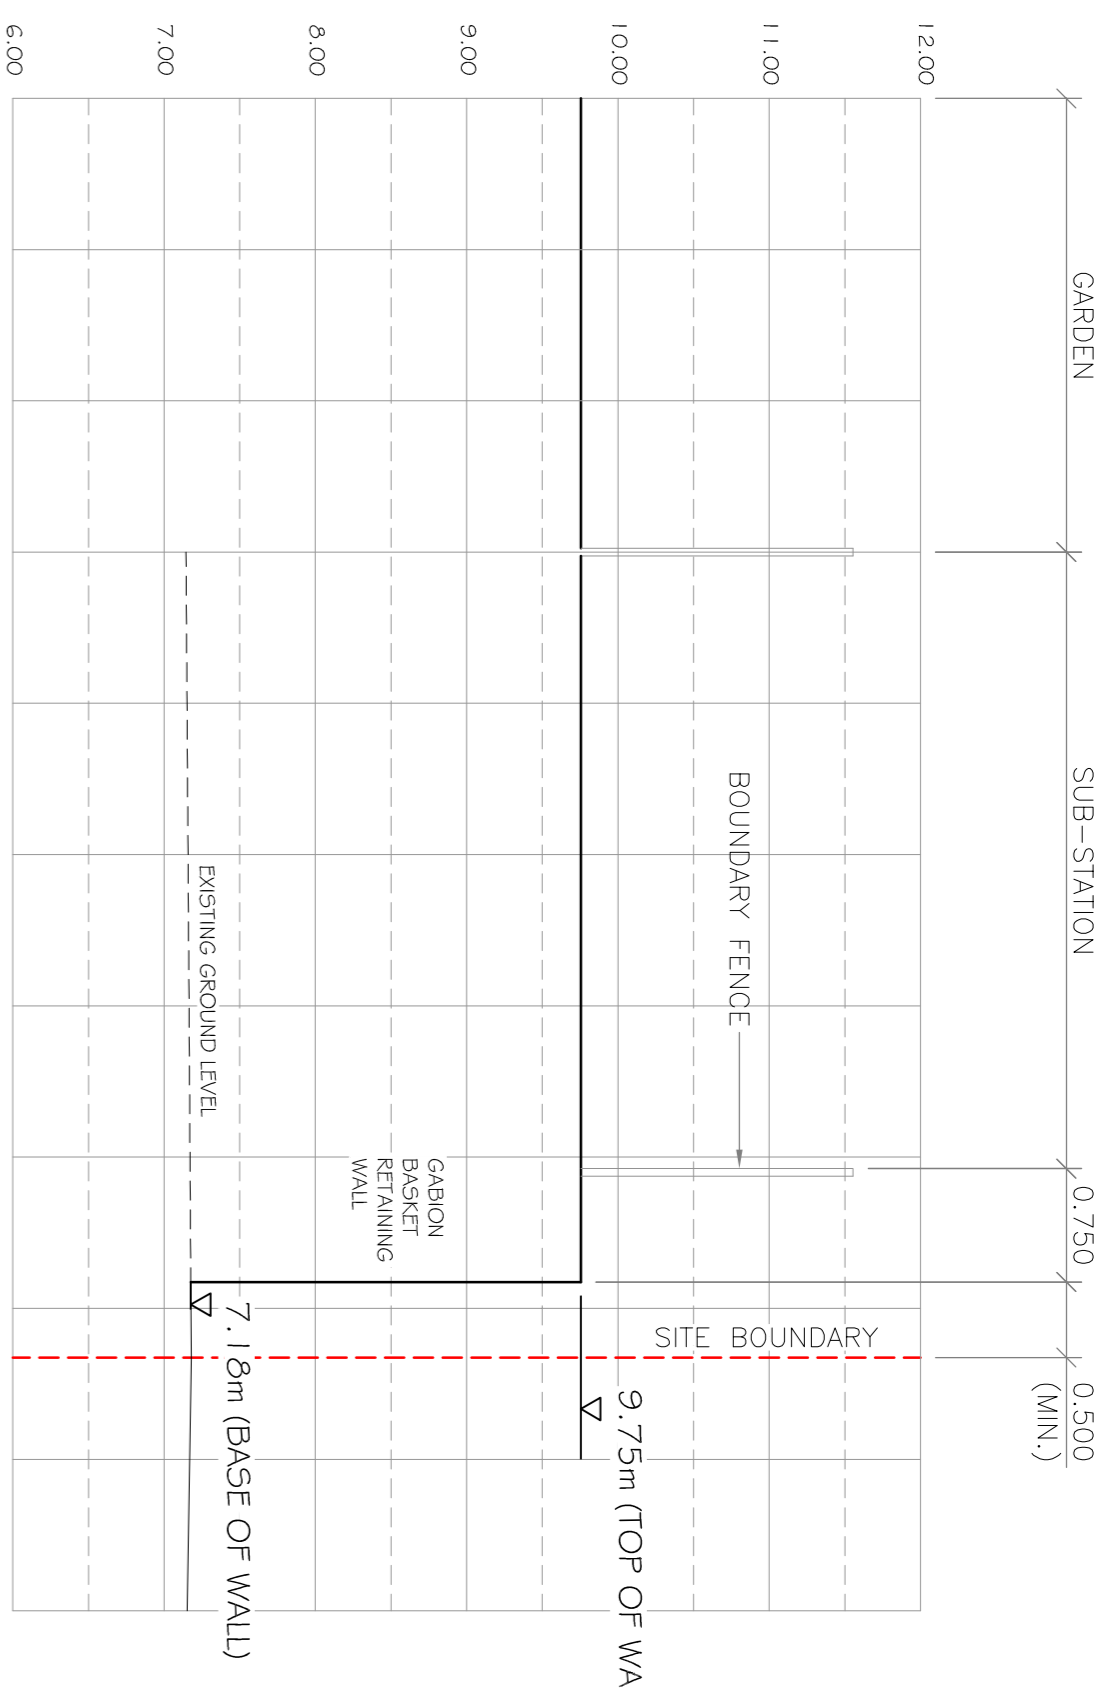 GARDEN
SUB-STATION
0.750
0.500
(MIN.)
12.00
11.00
10.00
9.00
8.00
7.00
6.00
BOUNDARY FENCE
SITE BOUNDARY
9.75m (TOP OF WA
GABION
BASKET
RETAINING
WALL
EXISTING GROUND LEVEL
7.18m (BASE OF WALL)